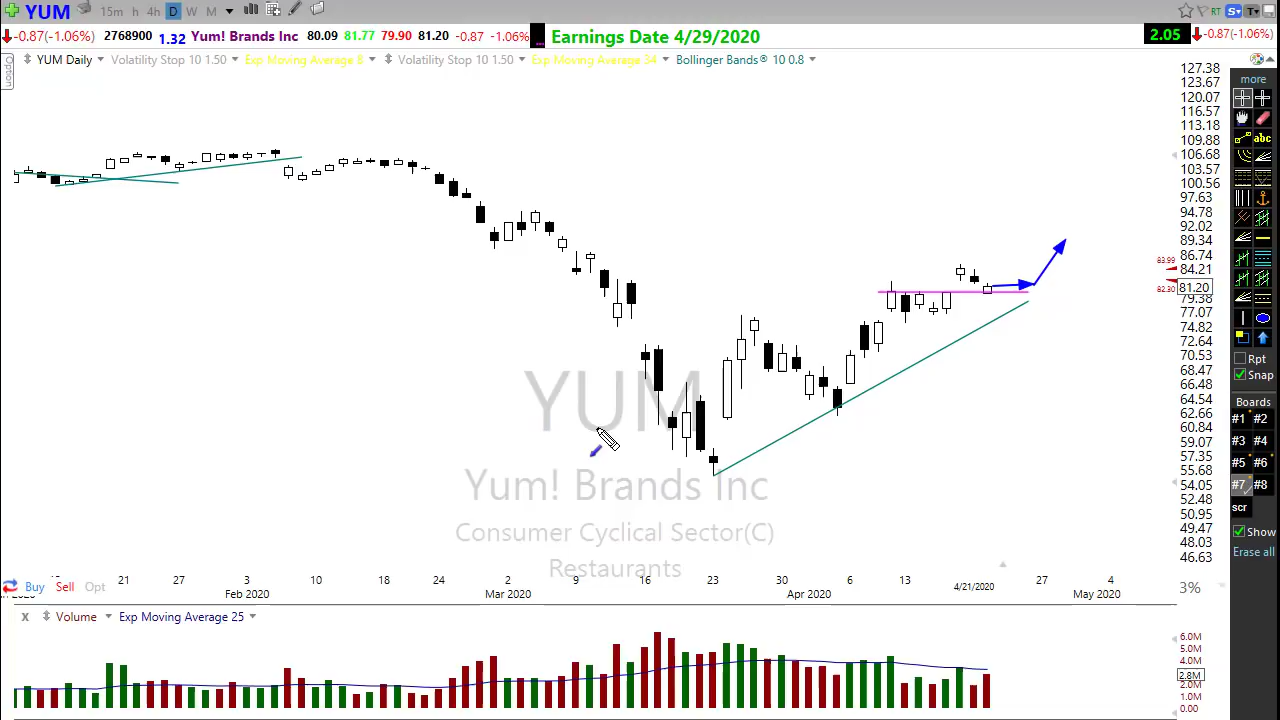 YUM 15m h 4h D W M RT S T
-0.87(-1.06%) 2768900 1.32 Yum! Brands Inc 80.09 81.77 79.90 81.20 -0.87 -1.06% ... Earnings Date 4/29/2020 2.05 -0.87(-1.06%)
Option
YUM Daily Volatility Stop 10 1.50 Exp Moving Average 8 Volatility Stop 10 1.50 Exp Moving Average 34 Bollinger Bands® 10 0.8
127.38
123.67
120.07
116.57
113.18
109.88
106.68
103.57
100.56
97.63
94.78
92.02
89.34
86.74
83.99
84.21
82.30
81.20
79.38
77.07
74.82
72.64
70.53
68.47
66.48
64.54
62.66
60.84
59.07
57.35
55.68
54.05
52.48
50.95
49.47
48.03
46.63
more
abc
Rpt
Snap
Boards
#1 #2
#3 #4
#5 #6
#7 #8
scr
Show
Erase all
YUM
Yum! Brands Inc
Consumer Cyclical Sector(C)
Restaurants
21 27 3 10 18 24 2 9 16 23 30 6 13 4/21/2020 27 4
Buy Sell Opt
Feb 2020 Mar 2020 Apr 2020 May 2020
3%
x Volume Exp Moving Average 25
6.0M
5.0M
4.0M
2.8M
2.0M
1.0M
0.00